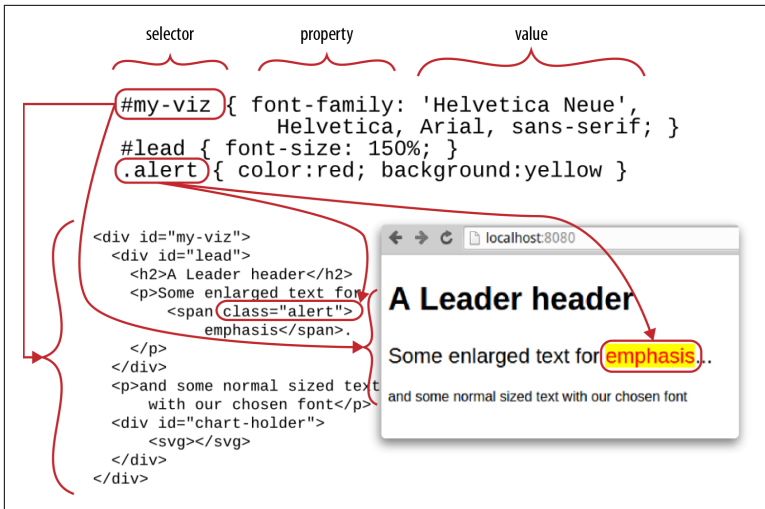 selector property value
#my-viz { font-family: 'Helvetica Neue',
Helvetica, Arial, sans-serif; }
#lead { font-size: 150%; }
.alert { color:red; background:yellow }
<div id="my-viz">
<div id="lead">
<h2>A Leader header</h2>
<p>Some enlarged text for
<span class="alert">
emphasis</span>.
</p>
</div>
<p>and some normal sized text
with our chosen font</p>
<div id="chart-holder">
<svg></svg>
</div>
</div>
localhost:8080
A Leader header
Some enlarged text for emphasis...
and some normal sized text with our chosen font